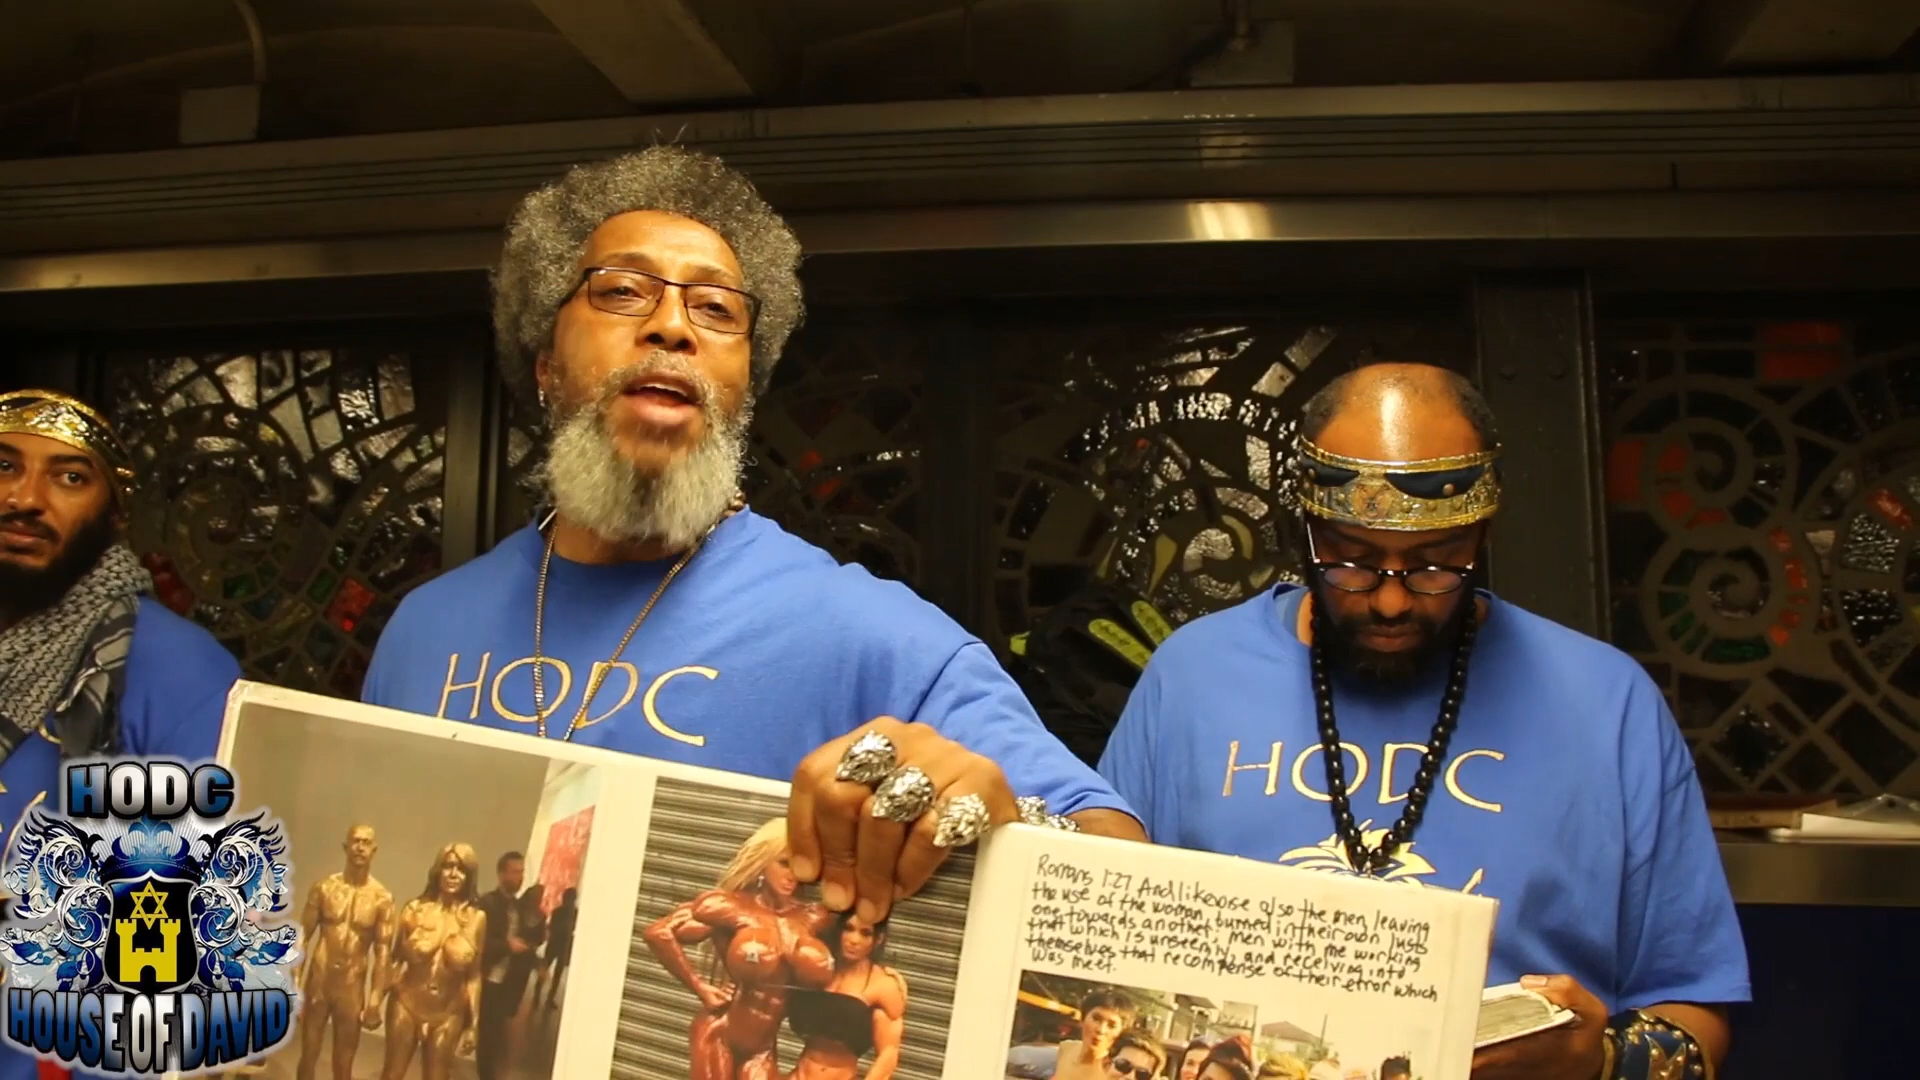 HODC
HODC
Romans 1:27 And likewise also the men, leaving
the use of the woman, burned in their own lusts
one towards another, men with me working
that which is unseemly, and receiving into
themselves that recompense of their error which
was meet.
HODC
HOUSE OF DAVID